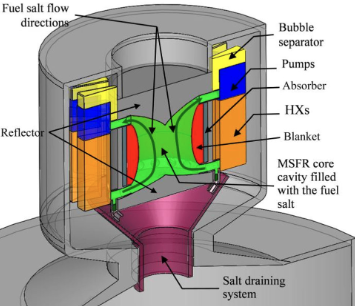 Fuel salt flow
directions
Bubble
separator
Pumps
Absorber
HXs
Reflector
Blanket
MSFR core
cavity filled
with the fuel
salt
Salt draining
system